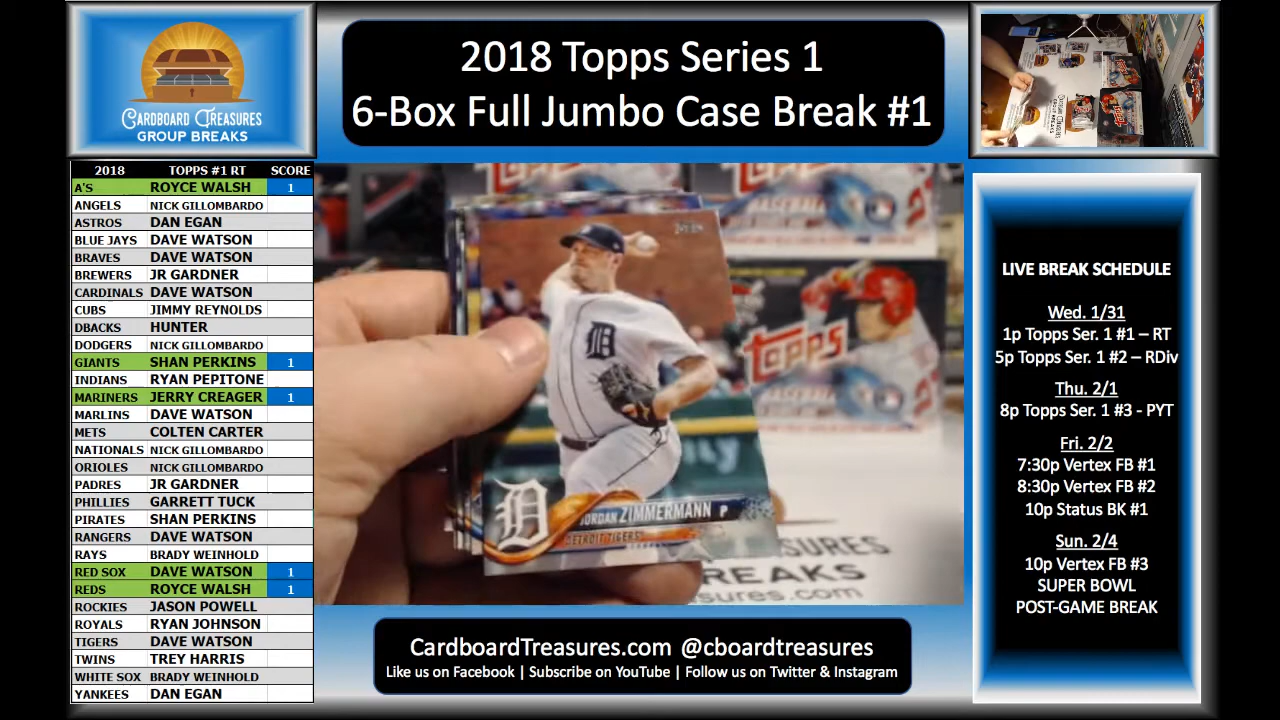 CARDBOARD TREASURES
GROUP BREAKS
2018 Topps Series 1
6-Box Full Jumbo Case Break #1
2018 TOPPS #1 RT SCORE
A'S ROYCE WALSH 1
ANGELS NICK GILLOMBARDO
ASTROS DAN EGAN
BLUE JAYS DAVE WATSON
BRAVES DAVE WATSON
BREWERS JR GARDNER
CARDINALS DAVE WATSON
CUBS JIMMY REYNOLDS
DBACKS HUNTER
DODGERS NICK GILLOMBARDO
GIANTS SHAN PERKINS 1
INDIANS RYAN PEPITONE
MARINERS JERRY CREAGER 1
MARLINS DAVE WATSON
METS COLTEN CARTER
NATIONALS NICK GILLOMBARDO
ORIOLES NICK GILLOMBARDO
PADRES JR GARDNER
PHILLIES GARRETT TUCK
PIRATES SHAN PERKINS
RANGERS DAVE WATSON
RAYS BRADY WEINHOLD
RED SOX DAVE WATSON 1
REDS ROYCE WALSH 1
ROCKIES JASON POWELL
ROYALS RYAN JOHNSON
TIGERS DAVE WATSON
TWINS TREY HARRIS
WHITE SOX BRADY WEINHOLD
YANKEES DAN EGAN
topps
D
D
JORDAN ZIMMERMANN P
DETROIT TIGERS
SURES
REAKS
sures.com
LIVE BREAK SCHEDULE
Wed. 1/31
1p Topps Ser. 1 #1 – RT
5p Topps Ser. 1 #2 – RDiv
Thu. 2/1
8p Topps Ser. 1 #3 - PYT
Fri. 2/2
7:30p Vertex FB #1
8:30p Vertex FB #2
10p Status BK #1
Sun. 2/4
10p Vertex FB #3
SUPER BOWL
POST-GAME BREAK
CardboardTreasures.com @cboardtreasures
Like us on Facebook | Subscribe on YouTube | Follow us on Twitter & Instagram